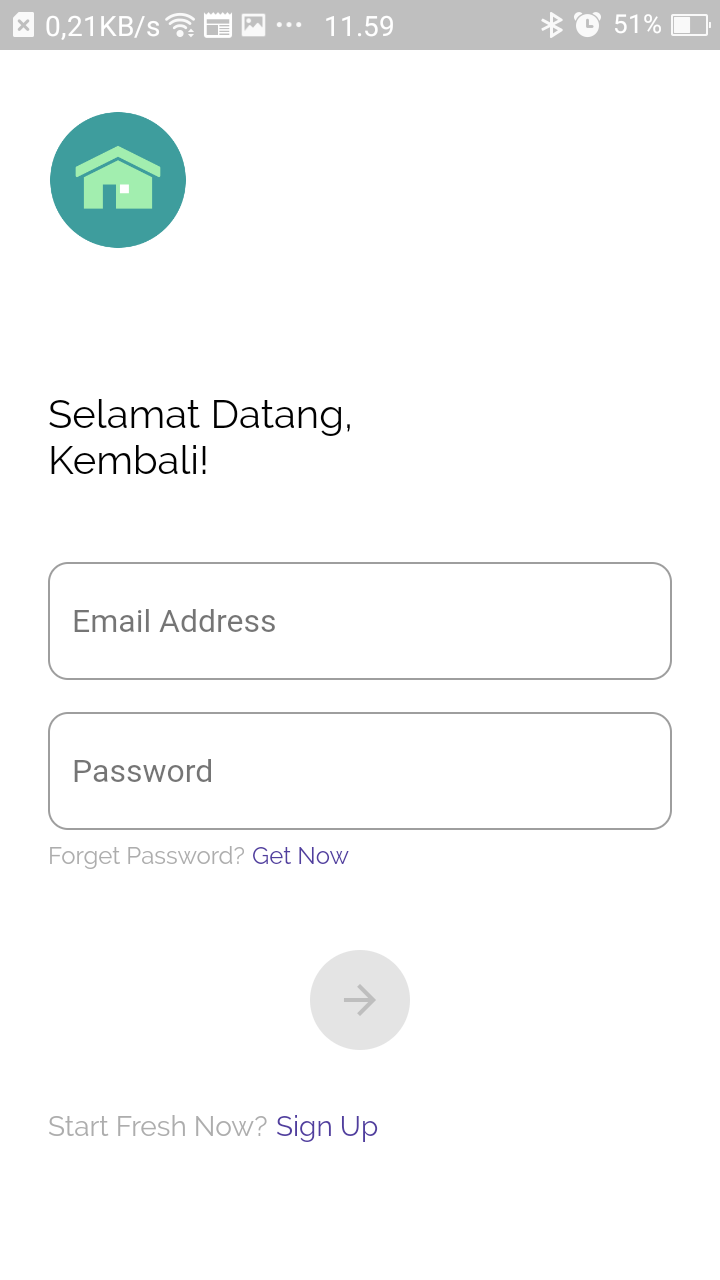 0,21KB/s 11.59 51%
Selamat Datang,
Kembali!
Email Address
Password
Forget Password? Get Now
Start Fresh Now? Sign Up